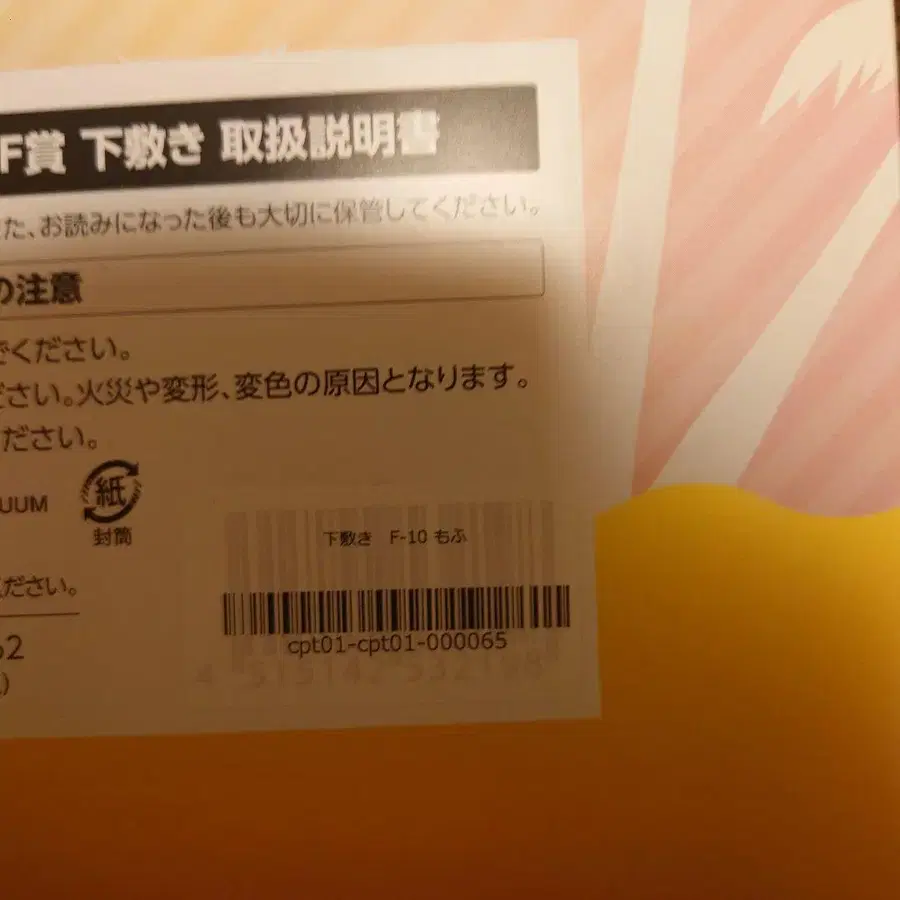 F賞 下敷き 取扱説明書
た、お読みになった後も大切に保管してください。
の注意
でください。
ださい。火災や変形、変色の原因となります。
ださい。
UUM
紙
封筒
下敷き F-10 もふ
ください。
cpt01-cpt01-000065
62